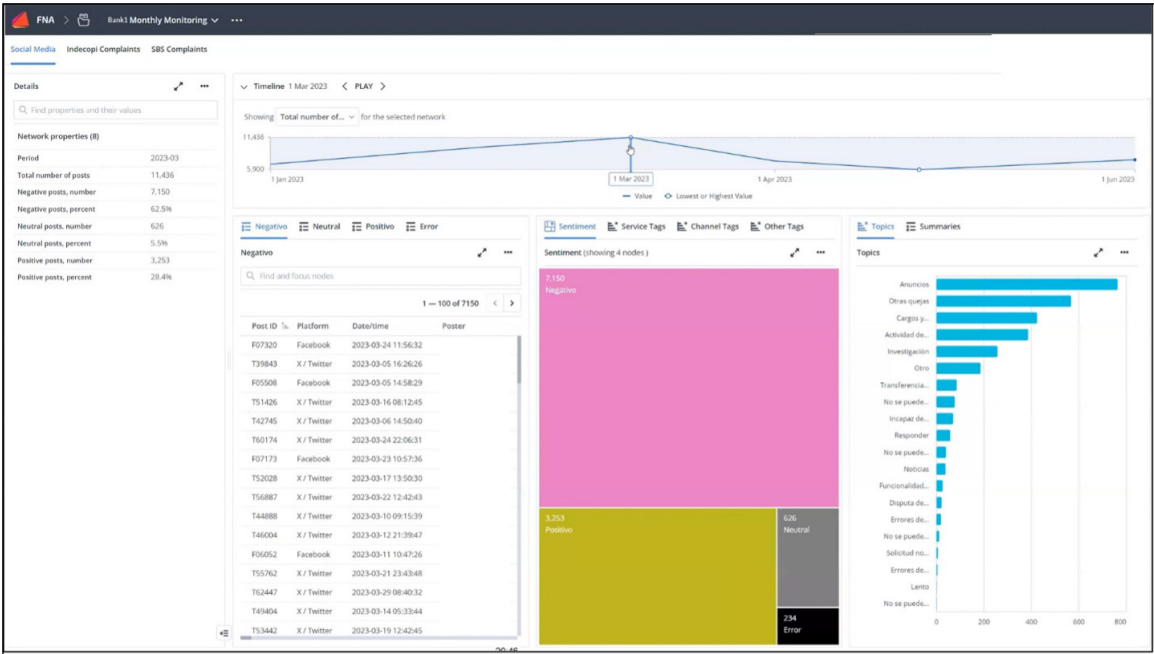 FNA > Bank1 Monthly Monitoring
Social Media Indecopi Complaints SBS Complaints
Details
Find properties and their values
Network properties (8)
Period 2023-03
Total number of posts 11,436
Negative posts, number 7,150
Negative posts, percent 62.5%
Neutral posts, number 626
Neutral posts, percent 5.5%
Positive posts, number 3,253
Positive posts, percent 28.4%
Timeline 1 Mar 2023 < PLAY >
Showing Total number of... for the selected network
11,436
5,900
1 Jan 2023 1 Mar 2023 1 Apr 2023 1 Jun 2023
Value Lowest or Highest Value
Negativo Neutral Positivo Error
Negativo
Find and focus nodes
1 — 100 of 7150 < >
Post ID Platform Date/time Poster
F07320 Facebook 2023-03-24 11:56:32
T39843 X / Twitter 2023-03-05 16:26:26
F05508 Facebook 2023-03-05 14:58:29
T51426 X / Twitter 2023-03-16 08:12:45
T42745 X / Twitter 2023-03-06 14:50:40
T60174 X / Twitter 2023-03-24 22:06:31
F07173 Facebook 2023-03-23 10:57:36
T52028 X / Twitter 2023-03-17 13:50:30
T56887 X / Twitter 2023-03-22 12:42:43
T44888 X / Twitter 2023-03-10 09:15:39
T46004 X / Twitter 2023-03-12 21:39:47
F06052 Facebook 2023-03-11 10:47:26
T55762 X / Twitter 2023-03-21 23:43:48
T62447 X / Twitter 2023-03-29 08:40:32
T49404 X / Twitter 2023-03-14 05:33:44
T53442 X / Twitter 2023-03-19 12:42:45
Sentiment Service Tags Channel Tags Other Tags
Sentiment (showing 4 nodes )
7,150
Negativo
3,253
Positivo
626
Neutral
234
Error
Topics Summaries
Topics
Anuncios
Otras quejas
Cargos y...
Actividad de...
Investigación
Otro
Transferencia...
No se puede...
Incapaz de...
Responder
No se puede...
Noticias
Funcionalidad...
Disputa de...
Errores de...
No se puede...
Solicitud no...
Errores de...
Lento
No se puede...
0 200 400 600 800